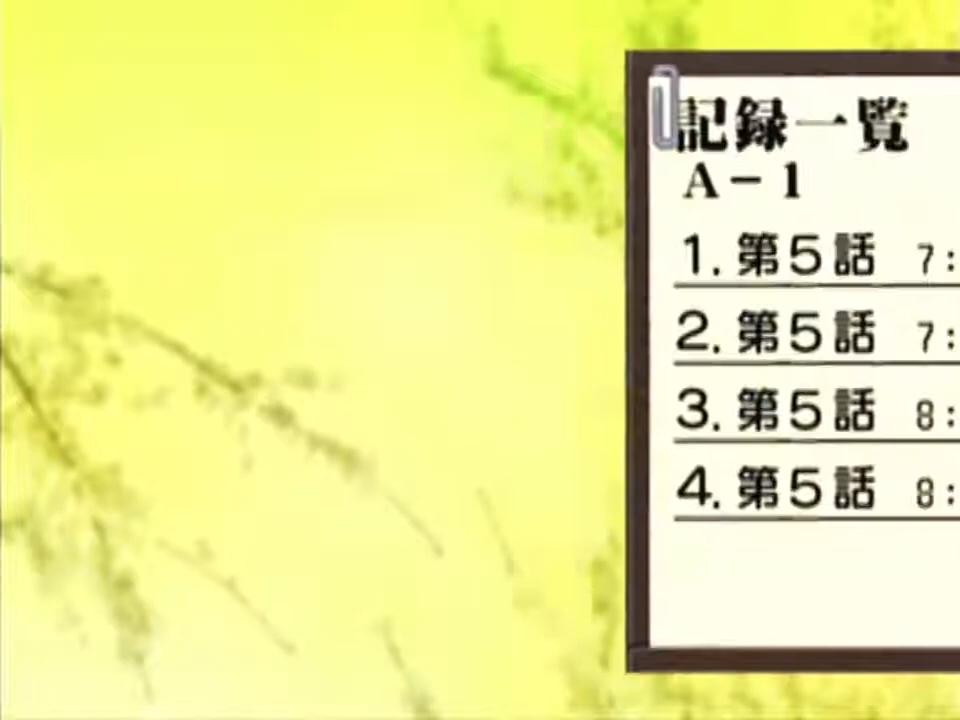 記録一覧
A-1
1. 第5話 7:
2. 第5話 7:
3. 第5話 8:
4. 第5話 8: